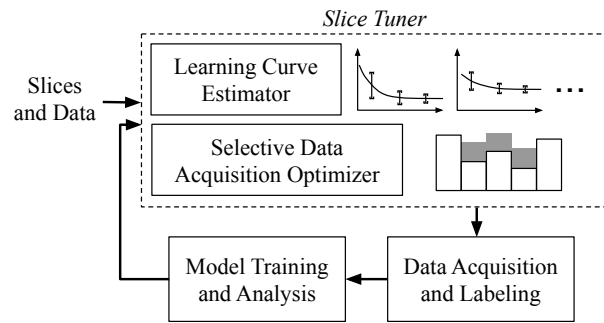 Slice Tuner
Slices
and Data
Learning Curve
Estimator
Selective Data
Acquisition Optimizer
Model Training
and Analysis
Data Acquisition
and Labeling